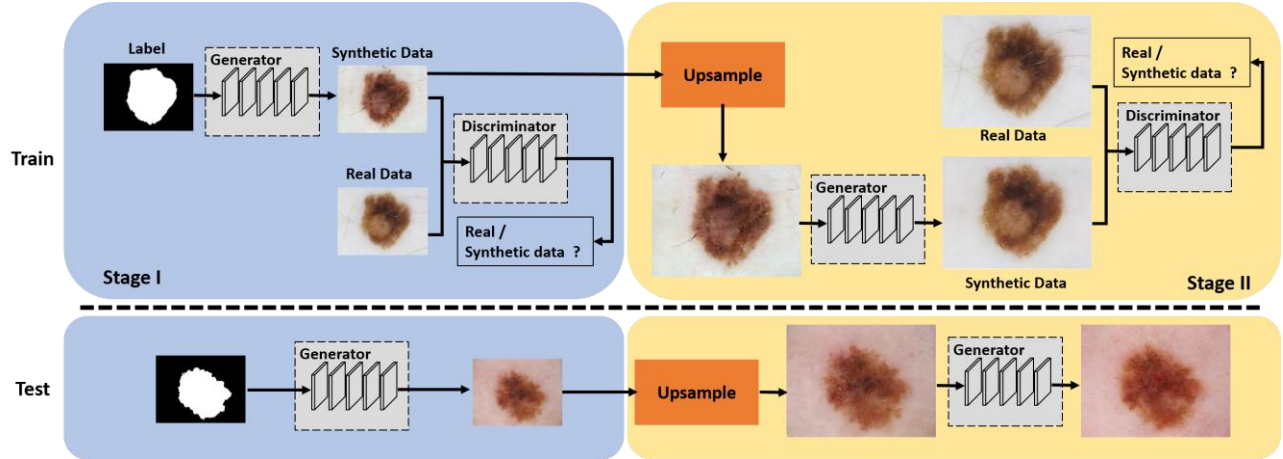 Train
Label
Generator
Synthetic Data
Real Data
Discriminator
Real /
Synthetic data ?
Stage I
Upsample
Generator
Real Data
Synthetic Data
Discriminator
Real /
Synthetic data ?
Stage II
Test
Generator
Upsample
Generator